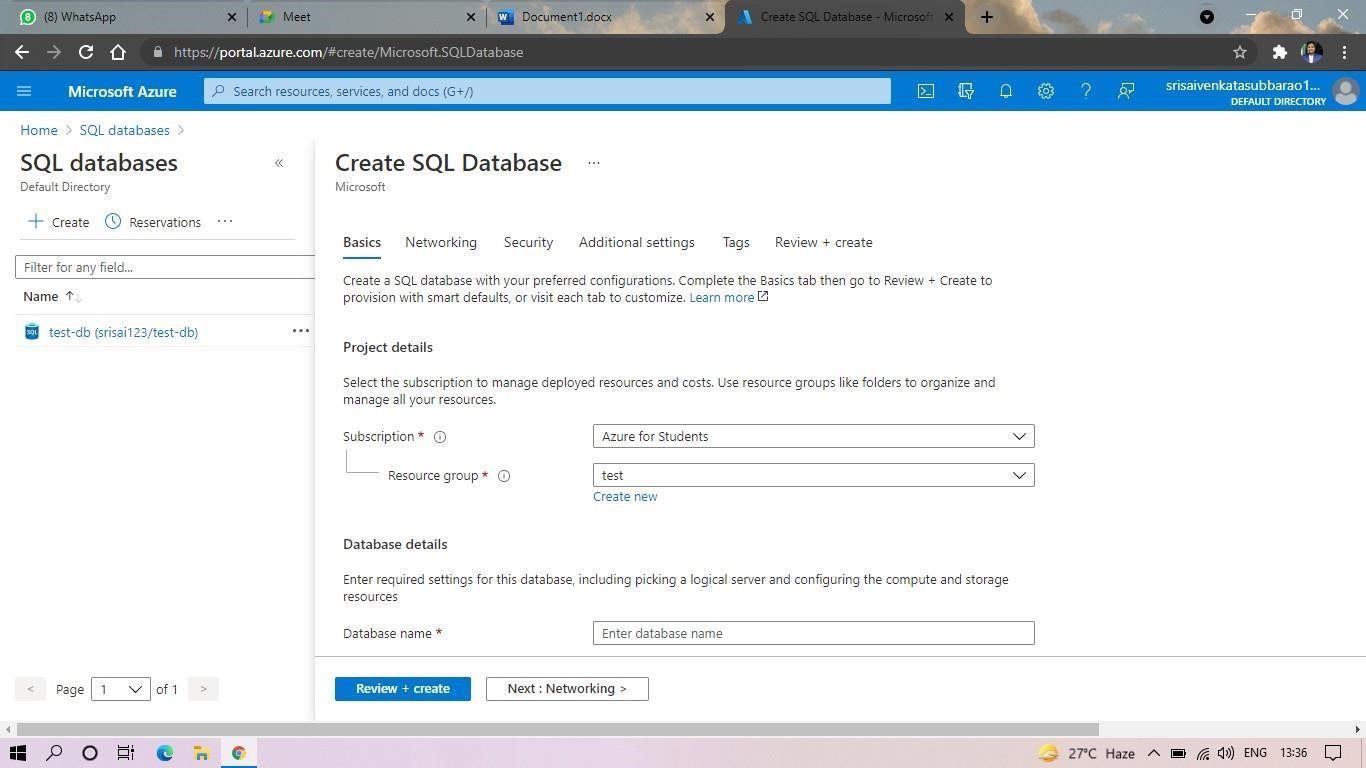 (8) WhatsApp
Meet
Document1.docx
Create SQL Database - Microsoft
https://portal.azure.com/#create/Microsoft.SQLDatabase
Microsoft Azure
Search resources, services, and docs (G+/)
srisaivenkatasubbarao1...
DEFAULT DIRECTORY
Home > SQL databases >
SQL databases
Default Directory
+ Create
Reservations
...
Filter for any field...
Name ↑↓
SQL
test-db (srisai123/test-db)
...
< Page 1 of 1 >
Create SQL Database ...
Microsoft
Basics Networking Security Additional settings Tags Review + create
Create a SQL database with your preferred configurations. Complete the Basics tab then go to Review + Create to
provision with smart defaults, or visit each tab to customize. Learn more
Project details
Select the subscription to manage deployed resources and costs. Use resource groups like folders to organize and
manage all your resources.
Subscription *
Azure for Students
Resource group *
test
Create new
Database details
Enter required settings for this database, including picking a logical server and configuring the compute and storage
resources
Database name *
Enter database name
Review + create
Next : Networking >
27°C Haze
ENG
13:36